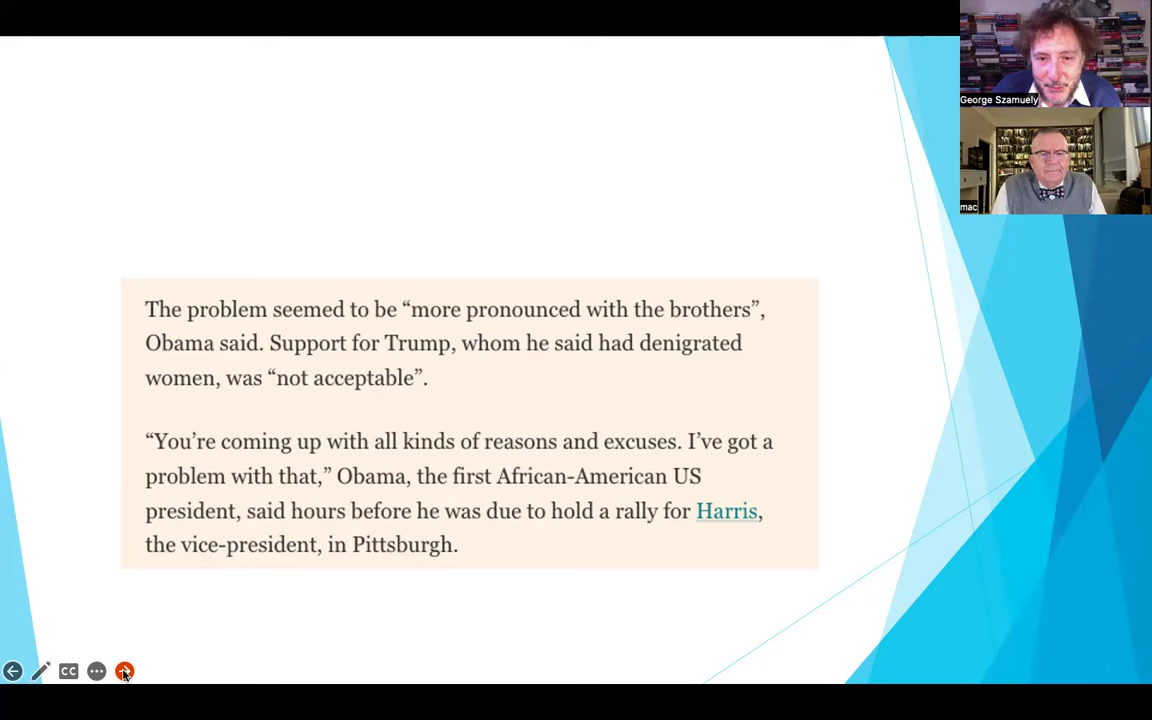 George Szamuely
mac
The problem seemed to be “more pronounced with the brothers”,
Obama said. Support for Trump, whom he said had denigrated
women, was “not acceptable”.
“You’re coming up with all kinds of reasons and excuses. I’ve got a
problem with that,” Obama, the first African-American US
president, said hours before he was due to hold a rally for Harris,
the vice-president, in Pittsburgh.
CC